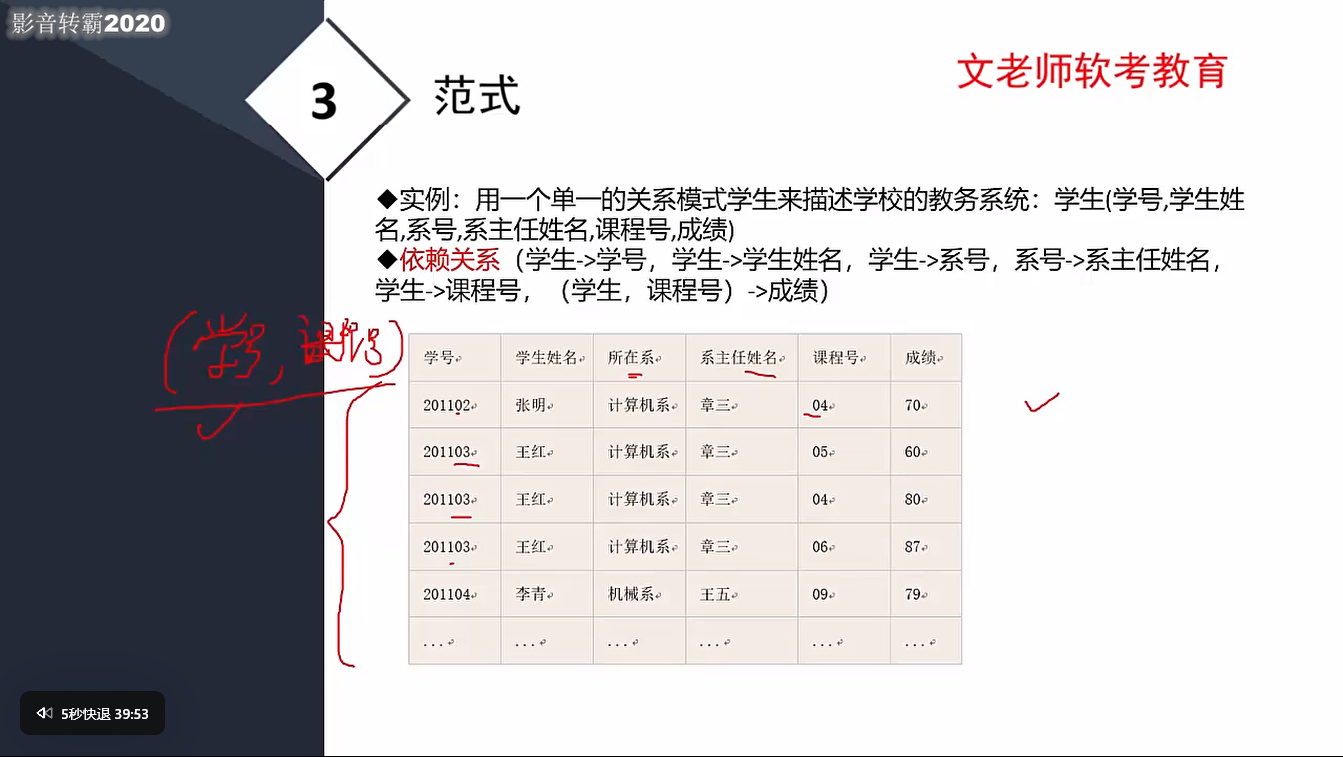 影音转霸2020
3
范式
文老师软考教育
◆实例：用一个单一的关系模式学生来描述学校的教务系统：学生(学号,学生姓
名,系号,系主任姓名,课程号,成绩)
◆依赖关系（学生->学号，学生->学生姓名，学生->系号，系号->系主任姓名，
学生->课程号，（学生，课程号）->成绩）
(学号, 课程号)
学号 学生姓名 所在系 系主任姓名 课程号 成绩
201102 张明 计算机系 章三 04 70
201103 王红 计算机系 章三 05 60
201103 王红 计算机系 章三 04 80
201103 王红 计算机系 章三 06 87
201104 李青 机械系 王五 09 79
... ... ... ... ... ...
5秒快退 39:53